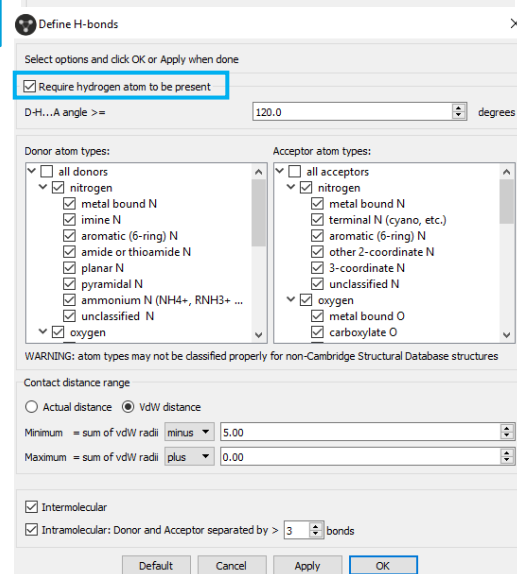 Define H-bonds
Select options and click OK or Apply when done
Require hydrogen atom to be present
D-H...A angle >= 120.0 degrees
Donor atom types: Acceptor atom types:
all donors all acceptors
nitrogen nitrogen
metal bound N metal bound N
imine N terminal N (cyano, etc.)
aromatic (6-ring) N aromatic (6-ring) N
amide or thioamide N other 2-coordinate N
planar N 3-coordinate N
pyramidal N unclassified N
ammonium N (NH4+, RNH3+ ... oxygen
unclassified N metal bound O
oxygen carboxylate O
WARNING: atom types may not be classified properly for non-Cambridge Structural Database structures
Contact distance range
Actual distance VdW distance
Minimum = sum of vdW radii minus 5.00
Maximum = sum of vdW radii plus 0.00
Intermolecular
Intramolecular: Donor and Acceptor separated by > 3 bonds
Default Cancel Apply OK